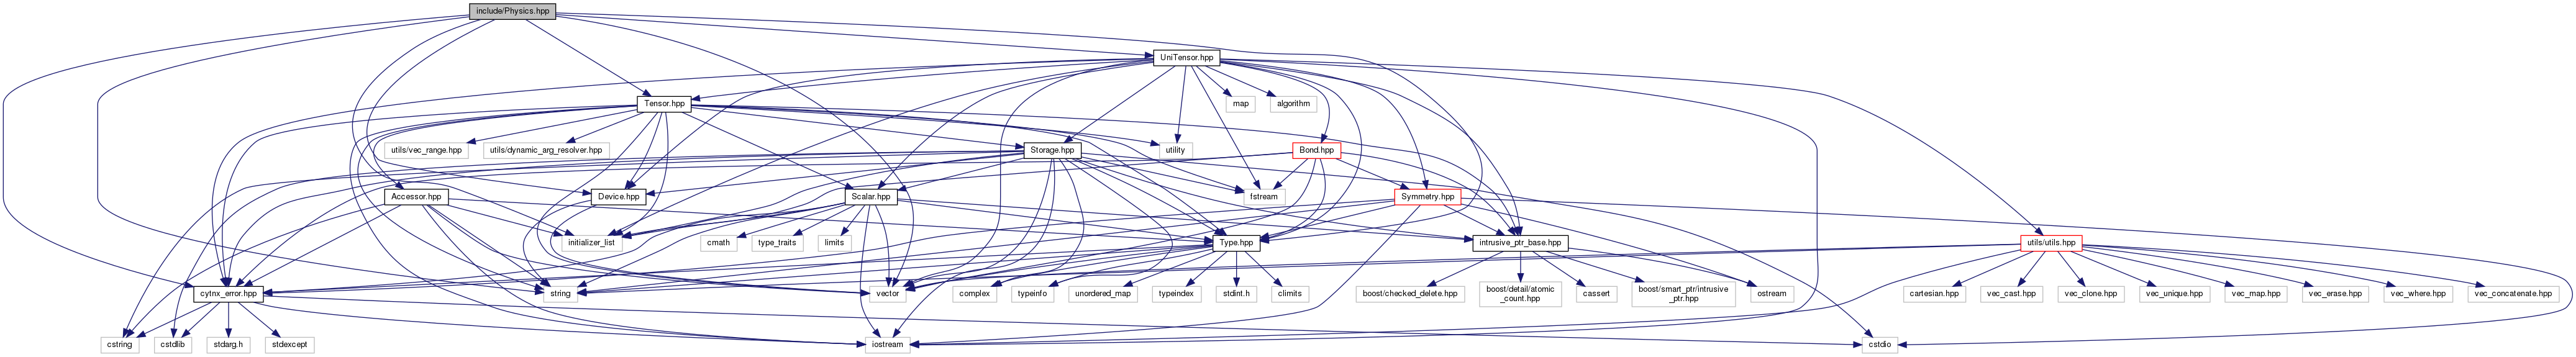 include/Physics.hpp
UniTensor.hpp
Tensor.hpp
map
algorithm
utils/vec_range.hpp
utils/dynamic_arg_resolver.hpp
Storage.hpp
utility
Bond.hpp
Accessor.hpp
Device.hpp
Scalar.hpp
fstream
Symmetry.hpp
initializer_list
cmath
type_traits
limits
Type.hpp
intrusive_ptr_base.hpp
utils/utils.hpp
cytnx_error.hpp
string
vector
complex
typeinfo
unordered_map
typeindex
stdint.h
climits
boost/checked_delete.hpp
boost/detail/atomic
_count.hpp
cassert
boost/smart_ptr/intrusive
_ptr.hpp
ostream
cartesian.hpp
vec_cast.hpp
vec_clone.hpp
vec_unique.hpp
vec_map.hpp
vec_erase.hpp
vec_where.hpp
vec_concatenate.hpp
cstring
cstdlib
stdarg.h
stdexcept
iostream
cstdio